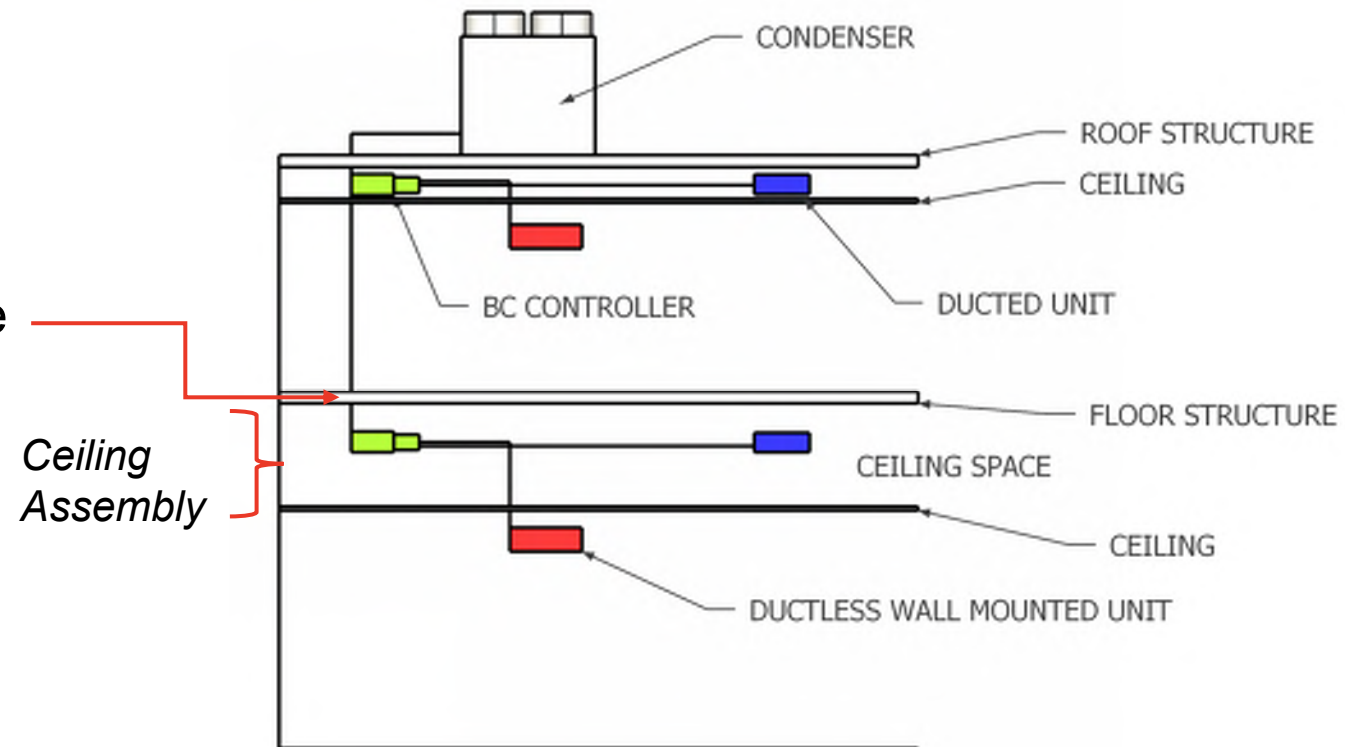 CONDENSER
ROOF STRUCTURE
CEILING
BC CONTROLLER
DUCTED UNIT
FLOOR STRUCTURE
Ceiling
Assembly
CEILING SPACE
CEILING
DUCTLESS WALL MOUNTED UNIT